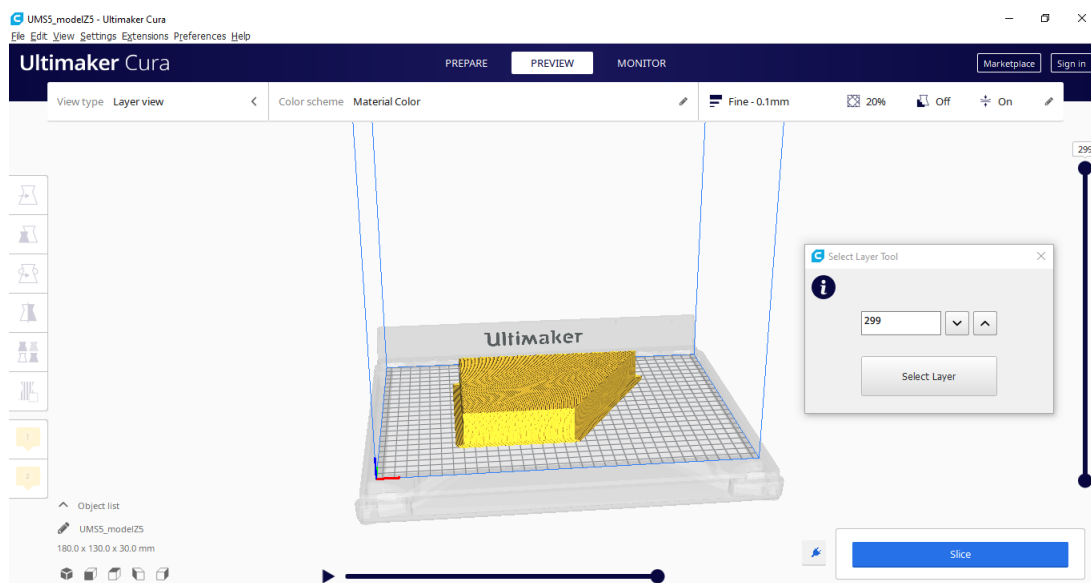 UMS5_modelZ5 - Ultimaker Cura
File Edit View Settings Extensions Preferences Help
Ultimaker Cura
PREPARE PREVIEW MONITOR
Marketplace Sign in
View type Layer view
Color scheme Material Color
Fine - 0.1mm 20% Off On
299
Select Layer Tool
299
Select Layer
Ultimaker
Object list
UMS5_modelZ5
180.0 x 130.0 x 30.0 mm
Slice